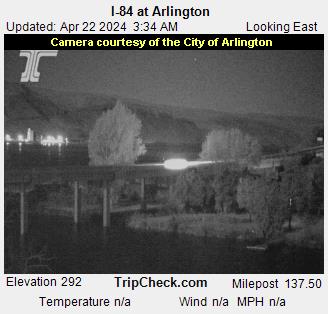 I-84 at Arlington
Updated: Apr 22 2024 3:34 AM Looking East
Camera courtesy of the City of Arlington
Elevation 292 TripCheck.com Milepost 137.50
Temperature n/a Wind n/a MPH n/a